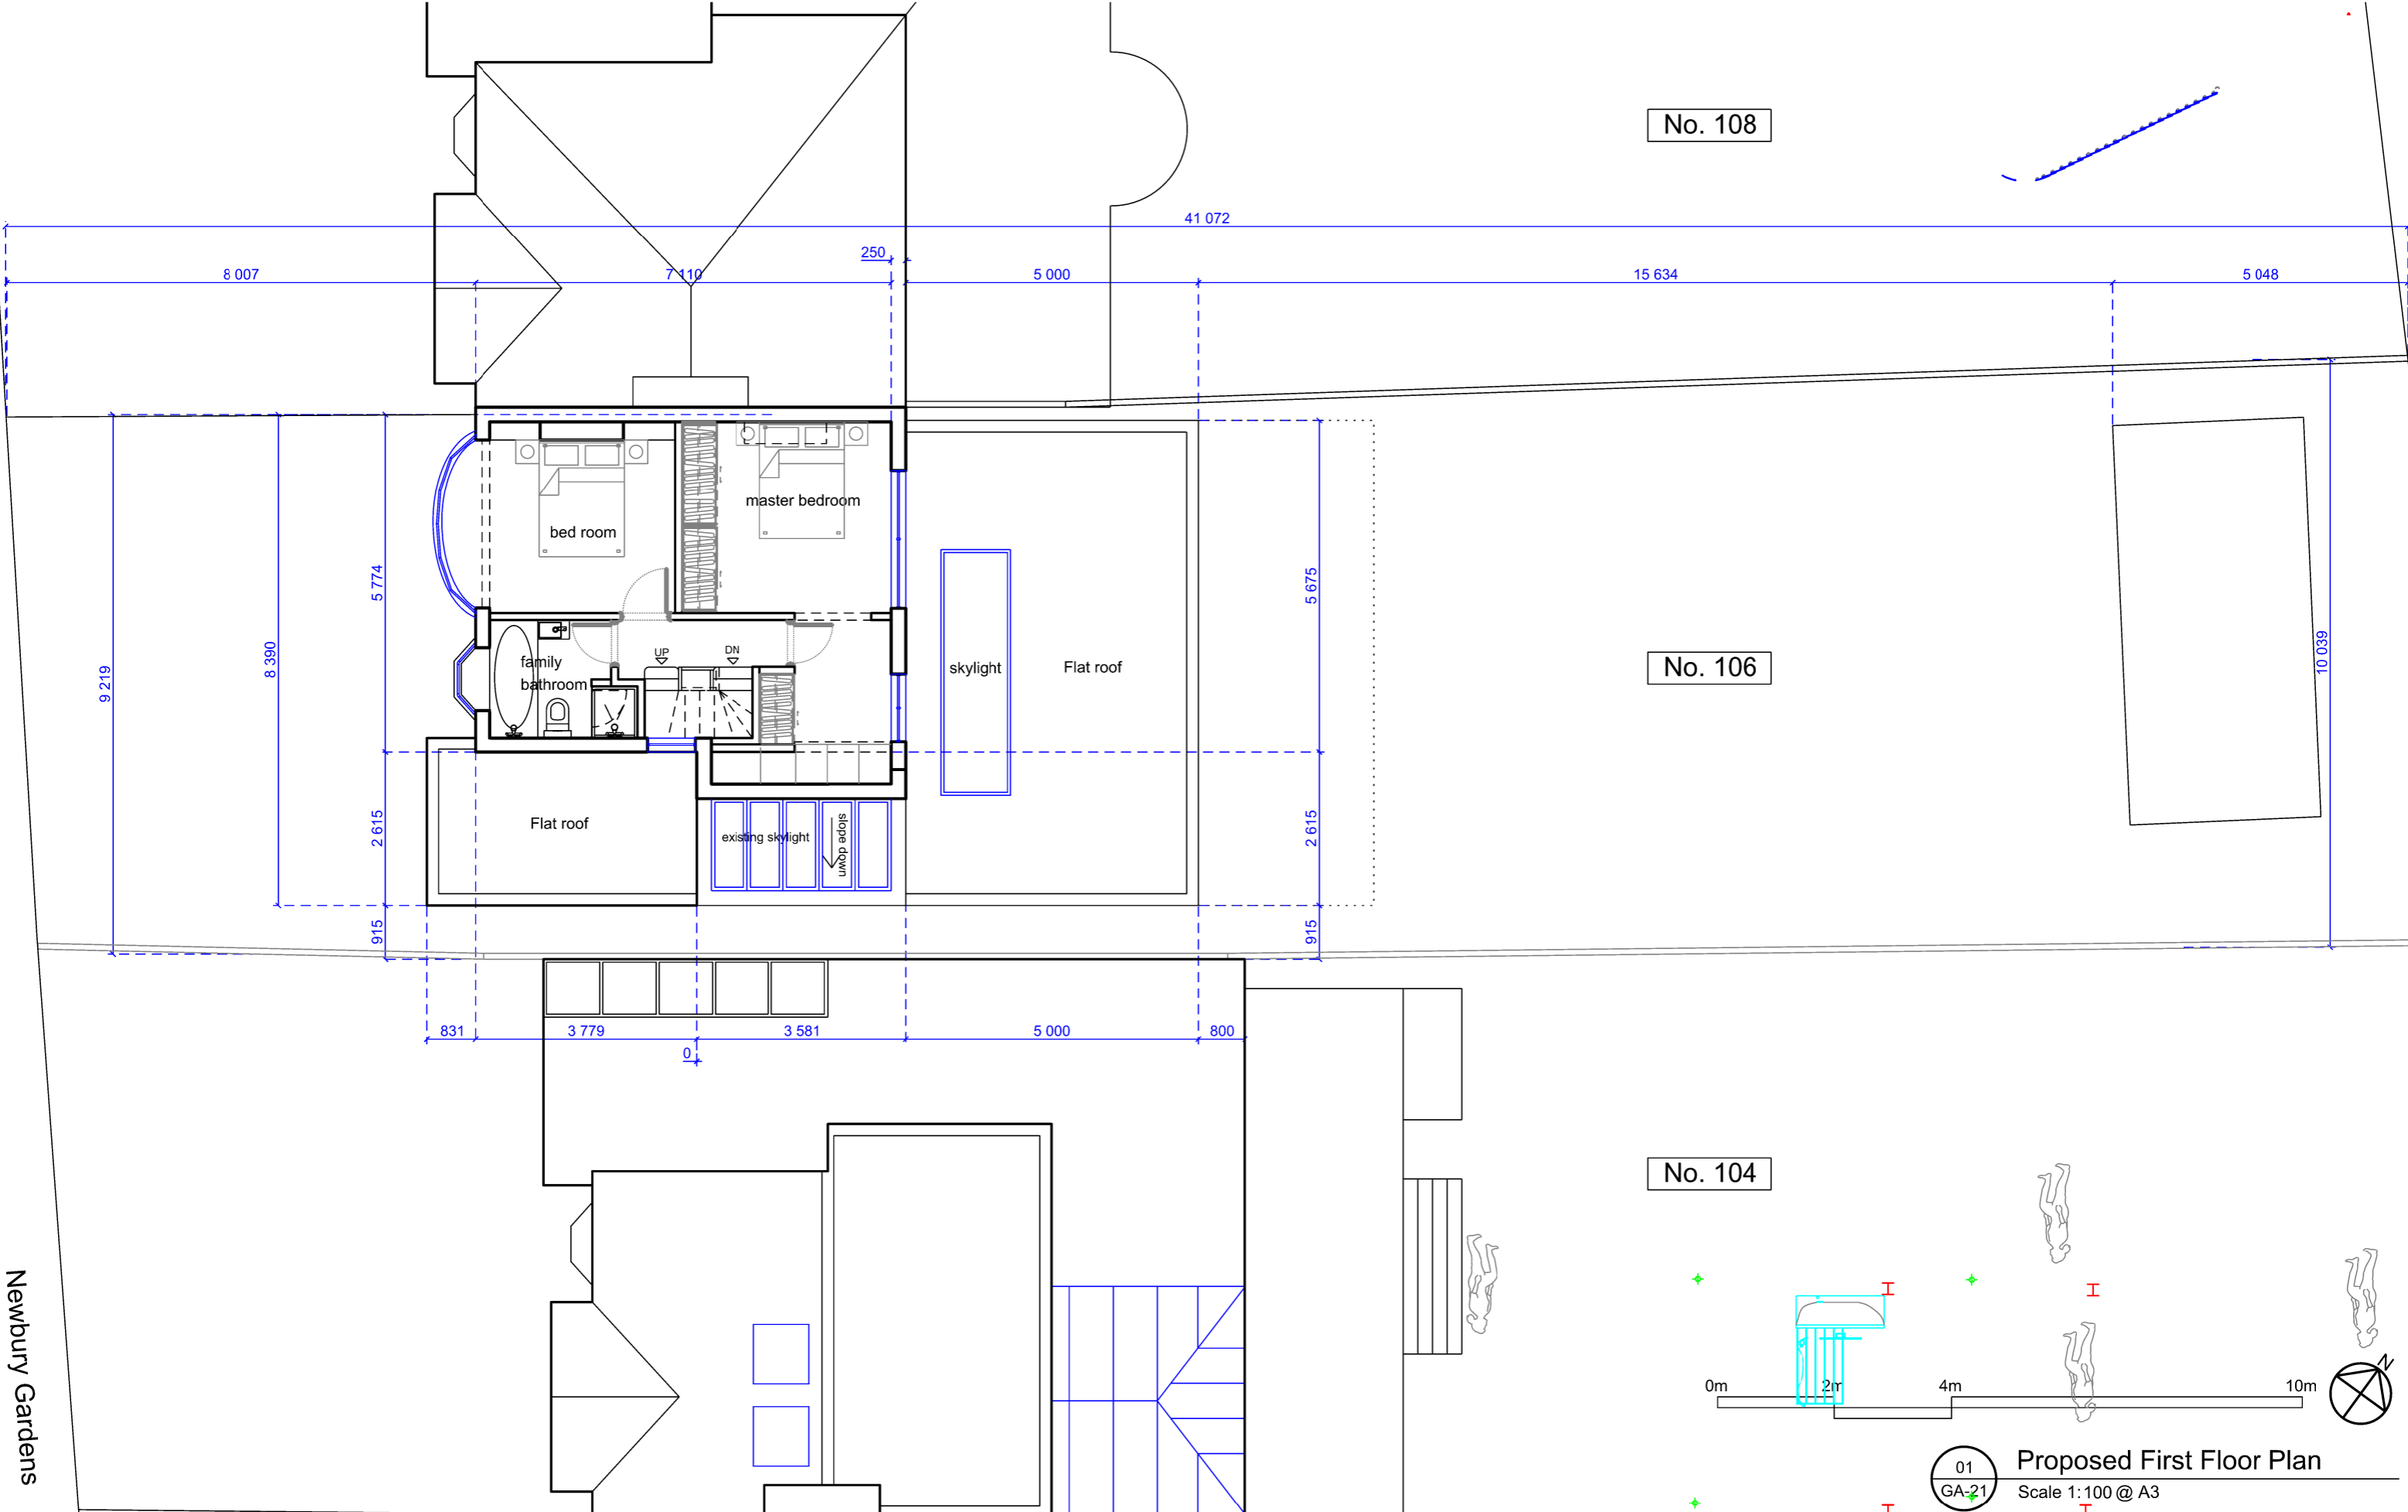 No. 108
41 072
250
8 007
7 110
5 000
15 634
5 048
master bedroom
bed room
5 774
5 675
8 390
9 219
10 039
UP
DN
family
bathroom
skylight
Flat roof
No. 106
Flat roof
existing skylight
slope down
2 615
2 615
915
915
831
3 779
3 581
5 000
800
0
No. 104
Newbury Gardens
0m
2m
4m
10m
N
01
GA-21
Proposed First Floor Plan
Scale 1:100 @ A3